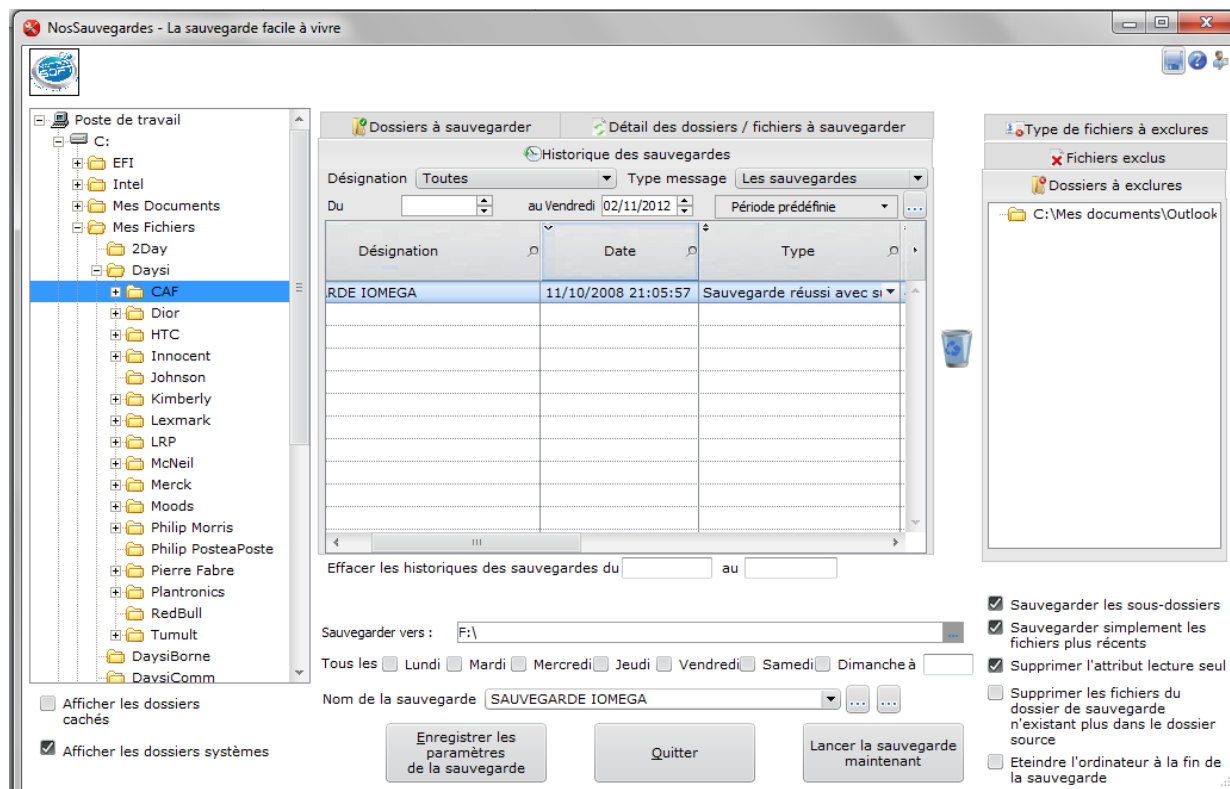 NosSauvegardes - La sauvegarde facile à vivre
Poste de travail
C:
EFI
Intel
Mes Documents
Mes Fichiers
2Day
Daysi
CAF
Dior
HTC
Innocent
Johnson
Kimberly
Lexmark
LRP
McNeil
Merck
Moods
Philip Morris
Philip PosteaPoste
Pierre Fabre
Plantronics
RedBull
Tumult
DaysiBorne
DaysiComm
Afficher les dossiers
cachés
Afficher les dossiers systèmes
Dossiers à sauvegarder
Détail des dossiers / fichiers à sauvegarder
Historique des sauvegardes
Désignation Toutes Type message Les sauvegardes
Du au Vendredi 02/11/2012 Période prédéfinie ...
Désignation Date Type
RDE IOMEGA 11/10/2008 21:05:57 Sauvegarde réussi avec
Effacer les historiques des sauvegardes du au
Sauvegarder vers : F:\ ...
Tous les Lundi Mardi Mercredi Jeudi Vendredi Samedi Dimanche à
Nom de la sauvegarde SAUVEGARDE IOMEGA ... ...
Enregistrer les
paramètres
de la sauvegarde
Quitter
Lancer la sauvegarde
maintenant
Type de fichiers à exclures
Fichiers exclus
Dossiers à exclures
C:\Mes documents\Outlook
Sauvegarder les sous-dossiers
Sauvegarder simplement les
fichiers plus récents
Supprimer l'attribut lecture seul
Supprimer les fichiers du
dossier de sauvegarde
n'existant plus dans le dossier
source
Eteindre l'ordinateur à la fin de
la sauvegarde